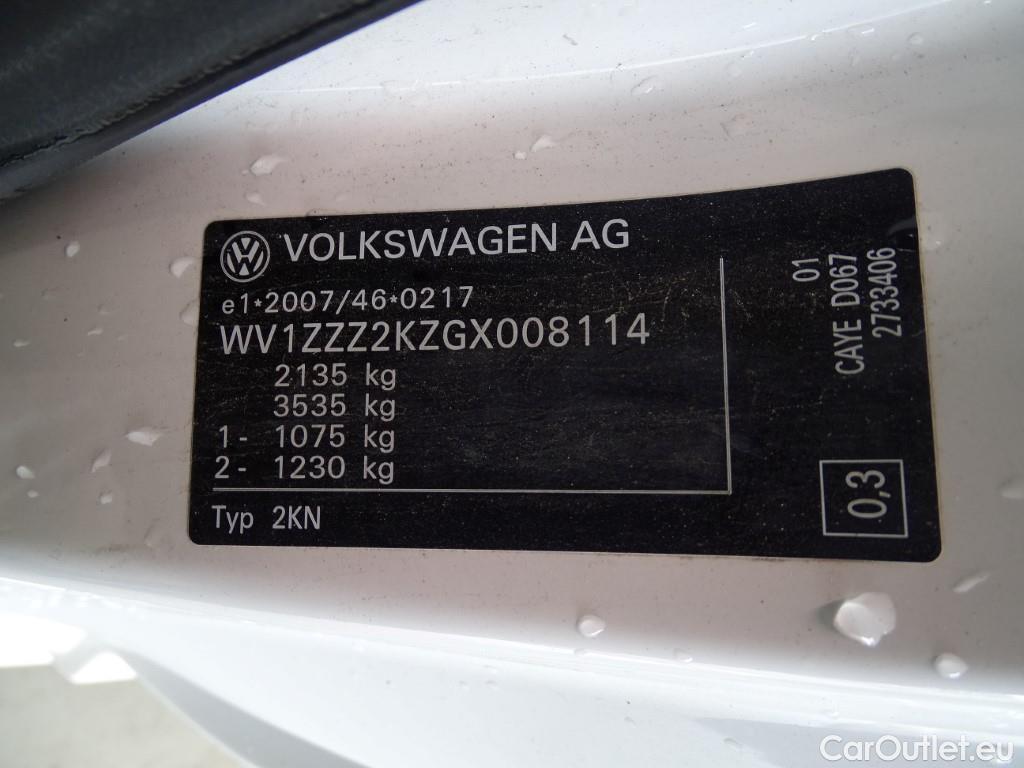 VOLKSWAGEN AG
e1*2007/46*0217
WV1ZZZ2KZGX008114
2135 kg
3535 kg
1- 1075 kg
2- 1230 kg
Typ 2KN
01
CAYE D067
2733406
0,3
CarOutlet.eu